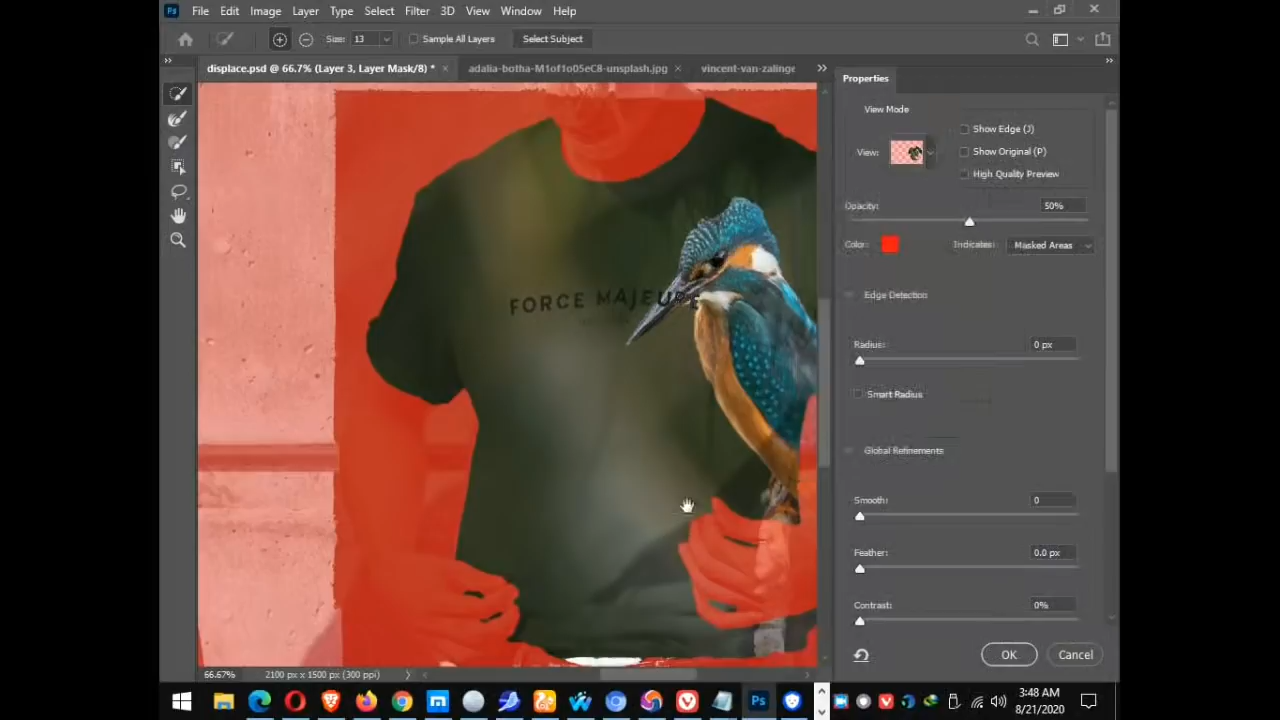 Ps File Edit Image Layer Type Select Filter 3D View Window Help
Size: 13 Sample All Layers Select Subject
displace.psd @ 66.7% (Layer 3, Layer Mask/8) * × adalia-botha-M1of1o05eC8-unsplash.jpg × vincent-van-zalinge
Properties
View Mode
Show Edge (J)
View:
Show Original (P)
High Quality Preview
Opacity: 50%
Color: Indicates: Masked Areas
Edge Detection
FORCE MAJEURE
Radius: 0 px
Smart Radius
Global Refinements
Smooth: 0
Feather: 0.0 px
Contrast: 0%
OK Cancel
66.67% 2100 px x 1500 px (300 ppi)
Ps
3:48 AM
8/21/2020